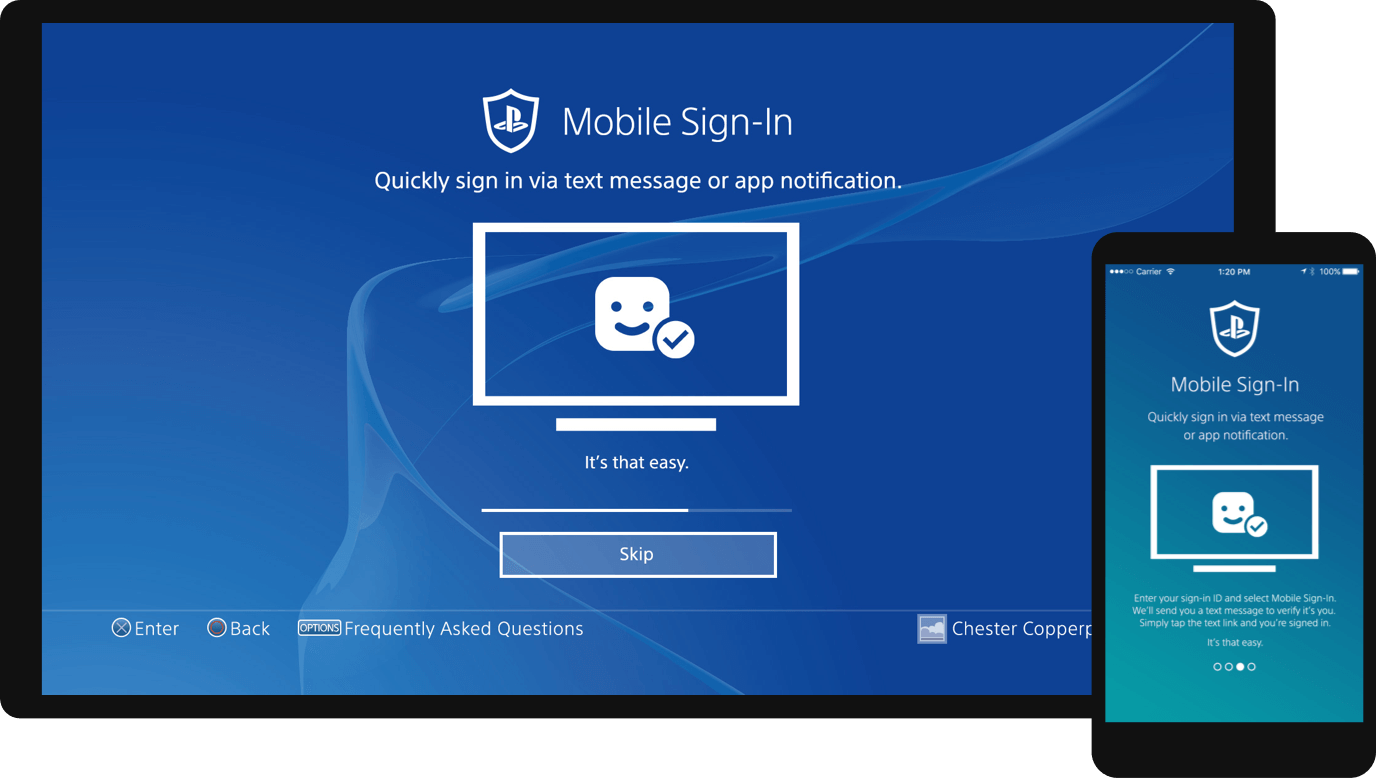 Mobile Sign-In
Quickly sign in via text message or app notification.
It's that easy.
Skip
Enter
Back
OPTIONS Frequently Asked Questions
Chester
Carrier
1:20 PM
100%
Mobile Sign-In
Quickly sign in via text message
or app notification.
Enter your sign-in ID and select Mobile Sign-In.
We'll send you a text message to verify it's you.
Simply tap the text link and you're signed in.
It's that easy.